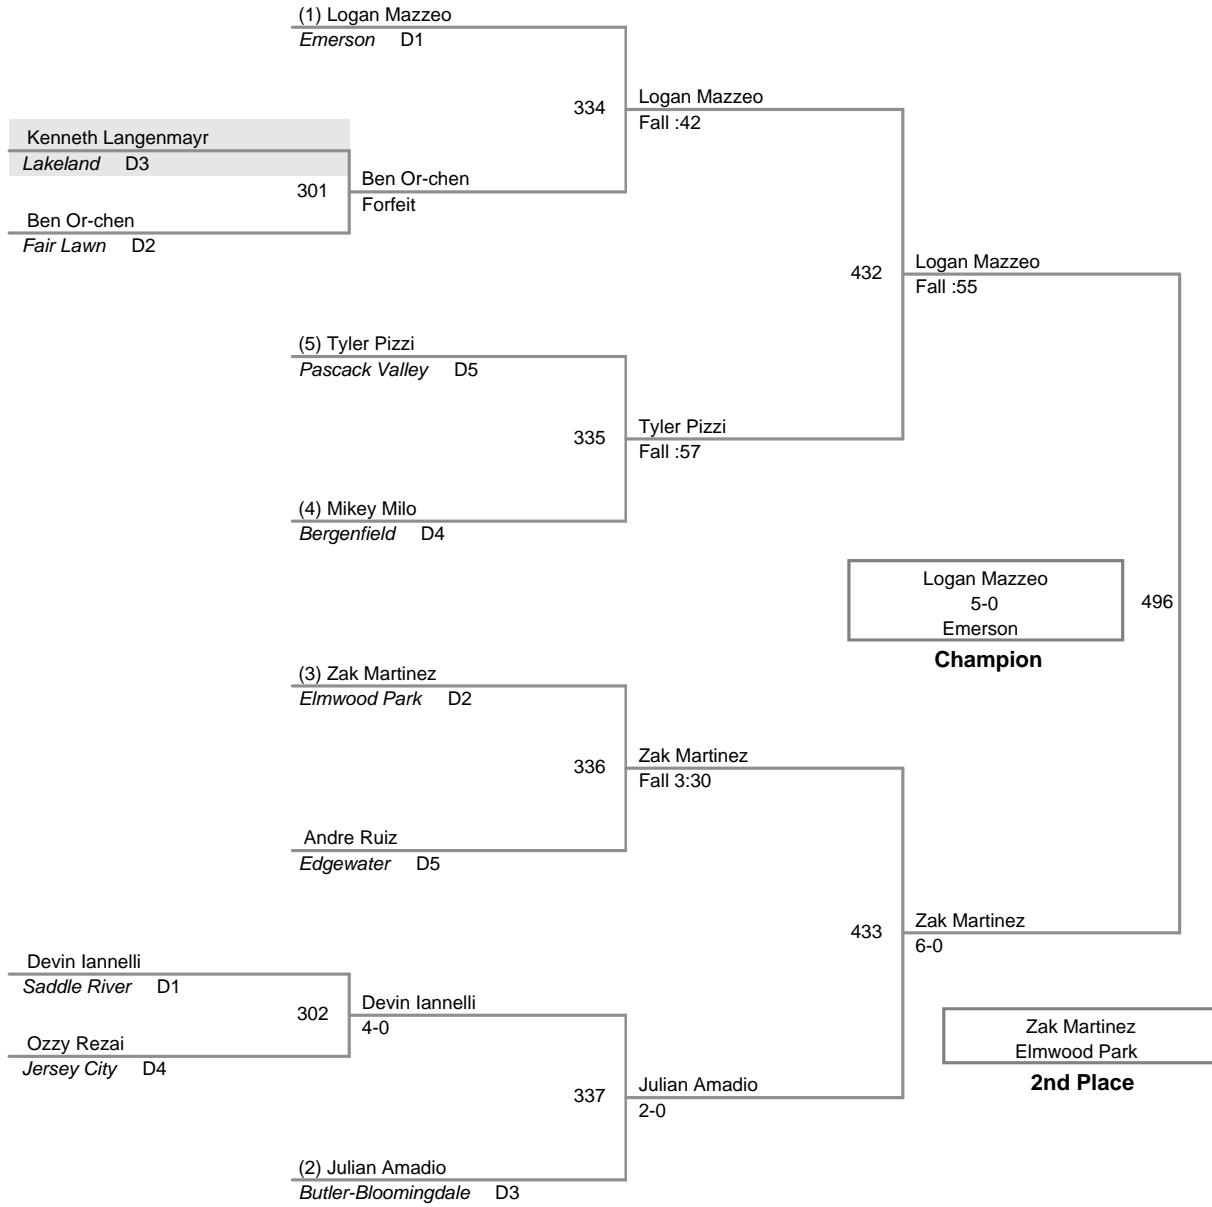 (1) Logan Mazzeo
Emerson D1
334
Logan Mazzeo
Fall :42
Kenneth Langenmayr
Lakeland D3
301
Ben Or-chen
Forfeit
Ben Or-chen
Fair Lawn D2
432
Logan Mazzeo
Fall :55
(5) Tyler Pizzi
Pascack Valley D5
335
Tyler Pizzi
Fall :57
(4) Mikey Milo
Bergenfield D4
Logan Mazzeo
5-0
Emerson
Champion
496
(3) Zak Martinez
Elmwood Park D2
336
Zak Martinez
Fall 3:30
Andre Ruiz
Edgewater D5
433
Zak Martinez
6-0
Devin Iannelli
Saddle River D1
302
Devin Iannelli
4-0
Ozzy Rezai
Jersey City D4
Zak Martinez
Elmwood Park
2nd Place
337
Julian Amadio
2-0
(2) Julian Amadio
Butler-Bloomingdale D3